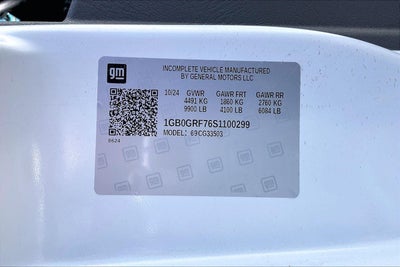 gm
INCOMPLETE VEHICLE MANUFACTURED
BY GENERAL MOTORS LLC
10/24 GVWR GAWR FRT GAWR RR
4491 KG 1860 KG 2760 KG
9900 LB 4100 LB 6084 LB
1GB0GRF76S1100299
MODEL: 69CG33503
8624